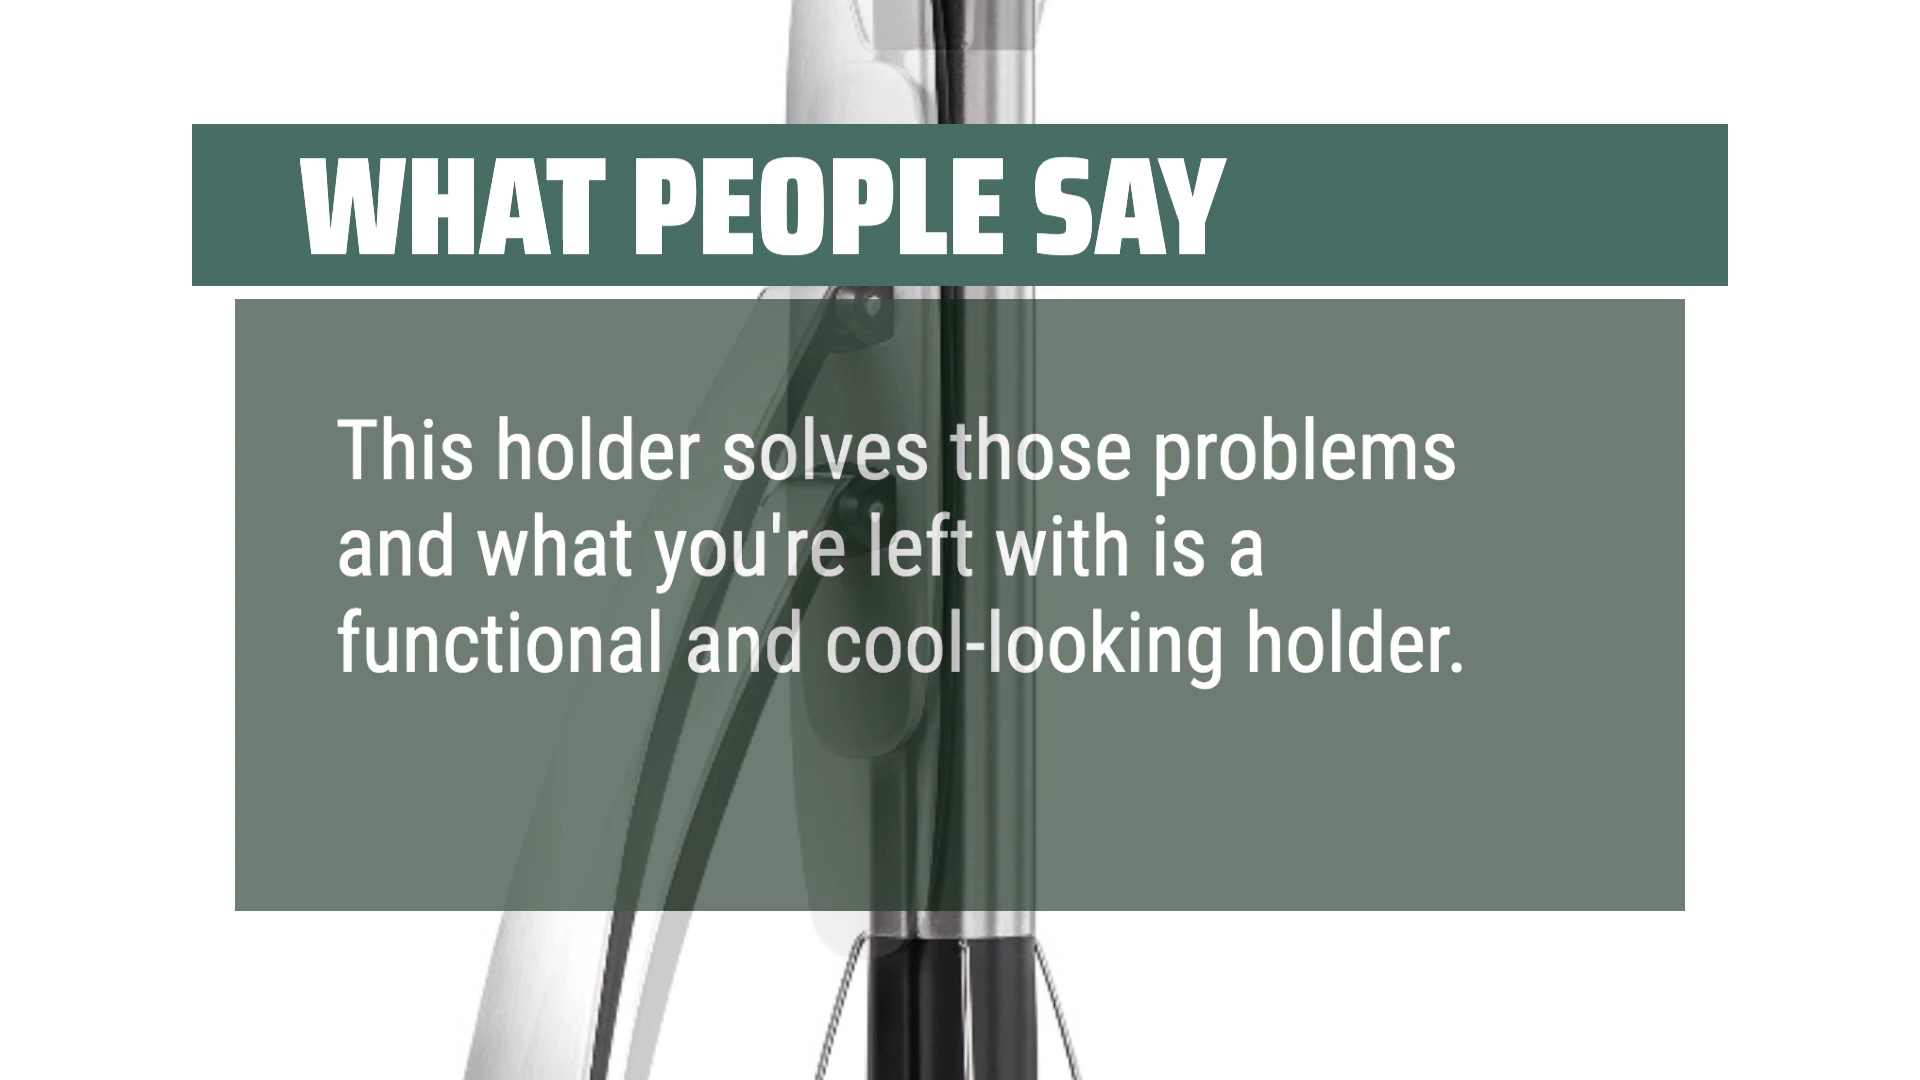 WHAT PEOPLE SAY
This holder solves those problems
and what you're left with is a
functional and cool-looking holder.